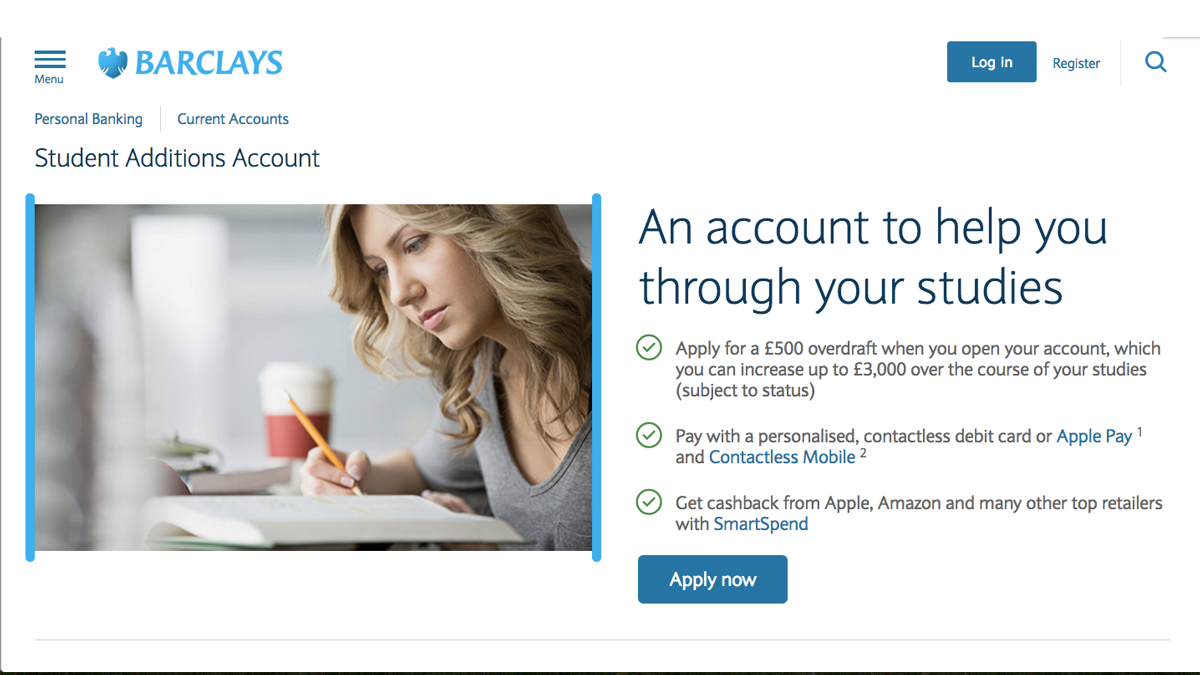 Menu
BARCLAYS
Log in
Register
Personal Banking
Current Accounts
Student Additions Account
An account to help you
through your studies
Apply for a £500 overdraft when you open your account, which
you can increase up to £3,000 over the course of your studies
(subject to status)
Pay with a personalised, contactless debit card or Apple Pay 1
and Contactless Mobile 2
Get cashback from Apple, Amazon and many other top retailers
with SmartSpend
Apply now